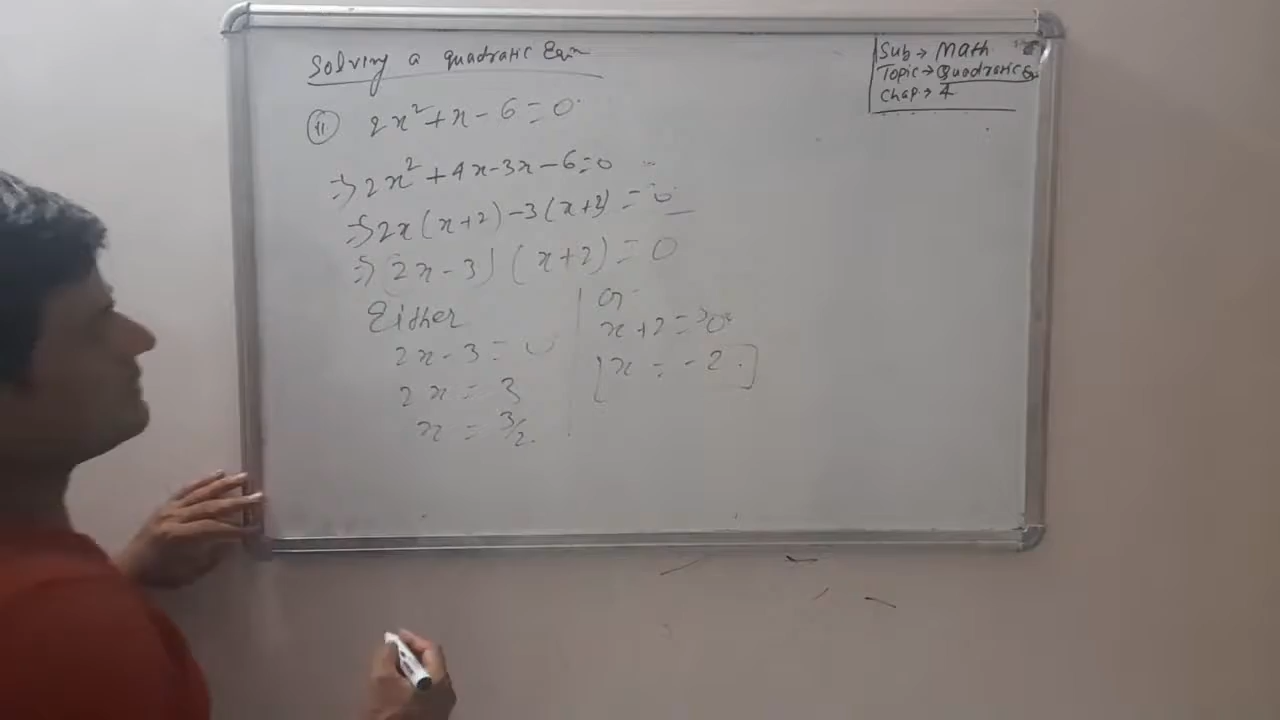 Solving a quadratic Eqn
(ii) 2x² + x - 6 = 0
⇒ 2x² + 4x - 3x - 6 = 0
⇒ 2x(x+2) - 3(x+2) = 0
⇒ (2x - 3) (x+2) = 0
Either
2x - 3 = 0
2x = 3
x = 3/2
or
x + 2 = 0
x = -2.
Sub → Math
Topic → Quadratic En
Chap → 4